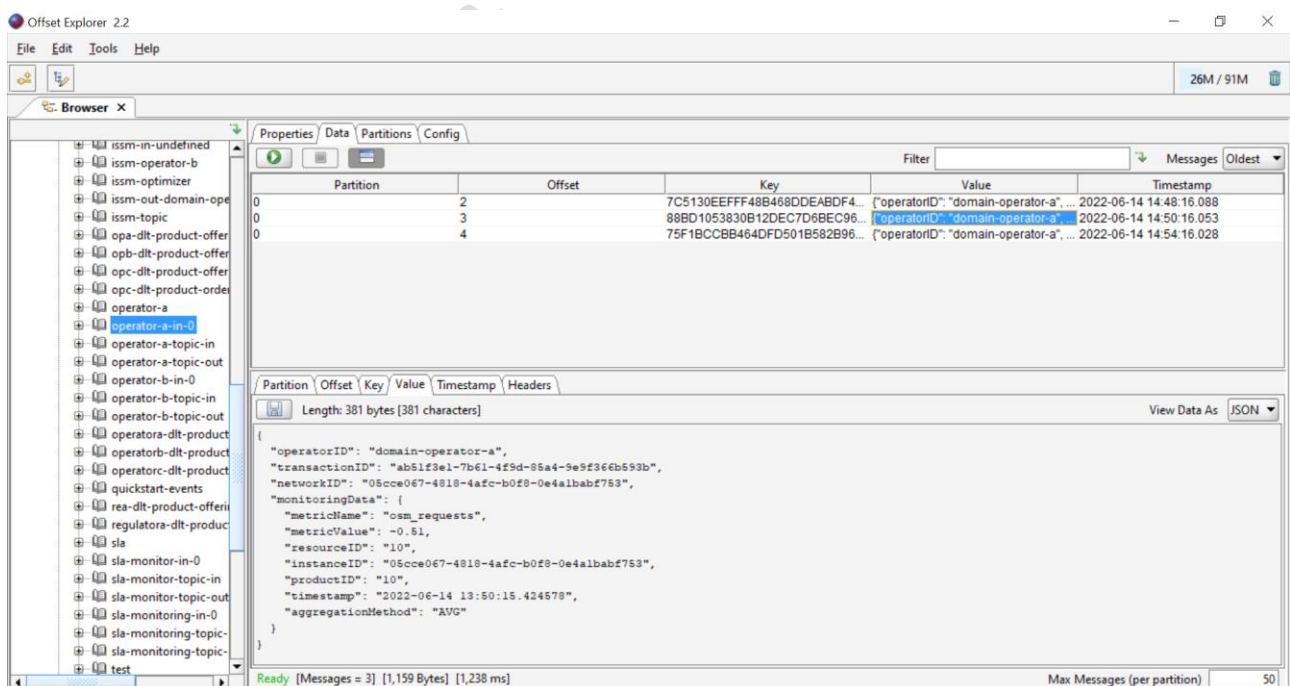 Offset Explorer 2.2
File Edit Tools Help
26M / 91M
Browser
issm-in-undefined
issm-operator-b
issm-optimizer
issm-out-domain-ope
issm-topic
opa-dlt-product-offer
opb-dlt-product-offer
opc-dlt-product-offer
opc-dlt-product-order
operator-a
operator-a-in-0
operator-a-topic-in
operator-a-topic-out
operator-b-in-0
operator-b-topic-in
operator-b-topic-out
operatora-dlt-product
operatorb-dlt-product
operatorc-dlt-product
quickstart-events
rea-dlt-product-offeri
regulatora-dlt-produc
sla
sla-monitor-in-0
sla-monitor-topic-in
sla-monitor-topic-out
sla-monitoring-in-0
sla-monitoring-topic-
sla-monitoring-topic-
test
Properties Data Partitions Config
Filter Messages Oldest
Partition Offset Key Value Timestamp
0 2 7C5130EEFFF48B468DDEABDF4... {"operatorID": "domain-operator-a", ... 2022-06-14 14:48:16.088
0 3 88BD1053830B12DEC7D6BEC96... {"operatorID": "domain-operator-a", ... 2022-06-14 14:50:16.053
0 4 75F1BCCBB464DFD501B582B96... {"operatorID": "domain-operator-a", ... 2022-06-14 14:54:16.028
Partition Offset Key Value Timestamp Headers
Length: 381 bytes [381 characters] View Data As JSON
{
"operatorID": "domain-operator-a",
"transactionID": "ab51f3e1-7b61-4f9d-85a4-9e9f366b593b",
"networkID": "05cce067-4818-4afc-b0f8-0e4a1babf753",
"monitoringData": {
"metricName": "osm_requests",
"metricValue": -0.51,
"resourceID": "10",
"instanceID": "05cce067-4818-4afc-b0f8-0e4a1babf753",
"productID": "10",
"timestamp": "2022-06-14 13:50:15.424578",
"aggregationMethod": "AVG"
}
}
Ready [Messages = 3] [1,159 Bytes] [1,238 ms] Max Messages (per partition) 50